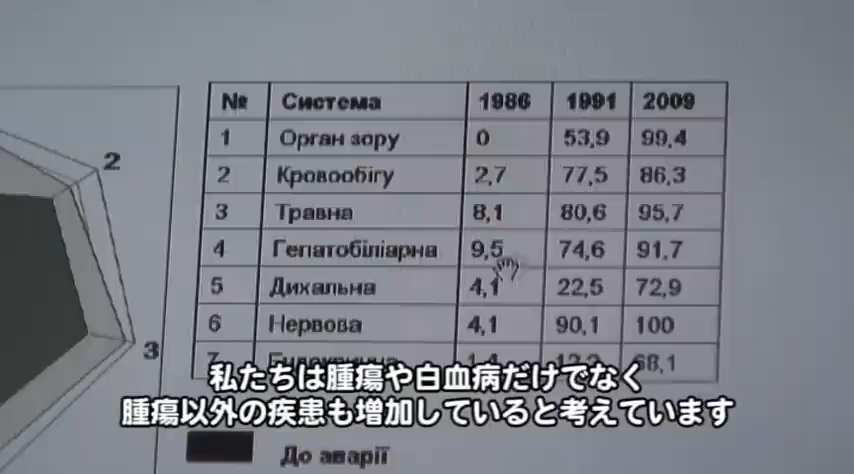 № Система 1986 1991 2009
1 Орган зору 0 53,9 99,4
2 Кровообігу 2,7 77,5 86,3
3 Травна 8,1 80,6 95,7
4 Гепатобіліарна 9,5 74,6 91,7
5 Дихальна 4,1 22,5 72,9
6 Нервова 4,1 90,1 100
7 68,1
2
3
私たちは腫瘍や白血病だけでなく
腫瘍以外の疾患も増加していると考えています
До аварії